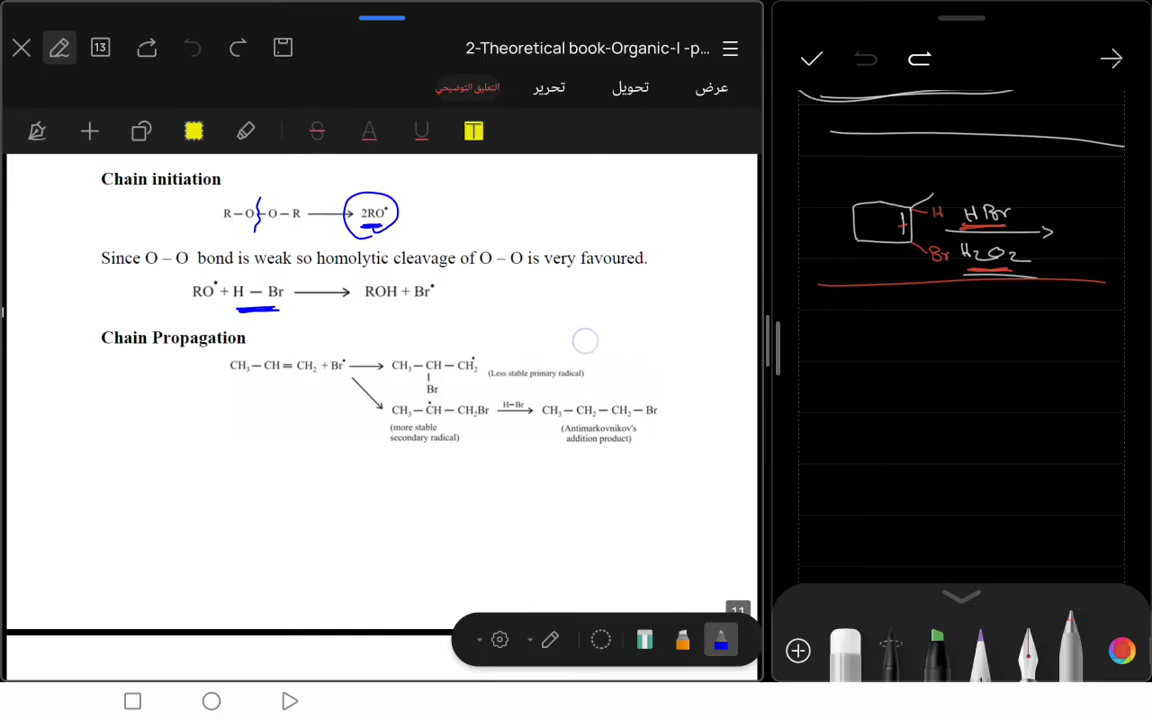 13
2-Theoretical book-Organic-I -p...
التعليق التوضيحي تحرير تحويل عرض
A U T
Chain initiation
R — O — O — R ⟶ 2RO•
Since O – O bond is weak so homolytic cleavage of O – O is very favoured.
RO• + H — Br ⟶ ROH + Br•
Chain Propagation
CH₃ — CH = CH₂ + Br• ⟶ CH₃ — CH — CH₂• (Less stable primary radical)
Br
CH₃ — ĊH — CH₂Br —H–Br→ CH₃ — CH₂ — CH₂ — Br
(more stable secondary radical)
(Antimarkovnikov's addition product)
11
H HBr
Br H2O2